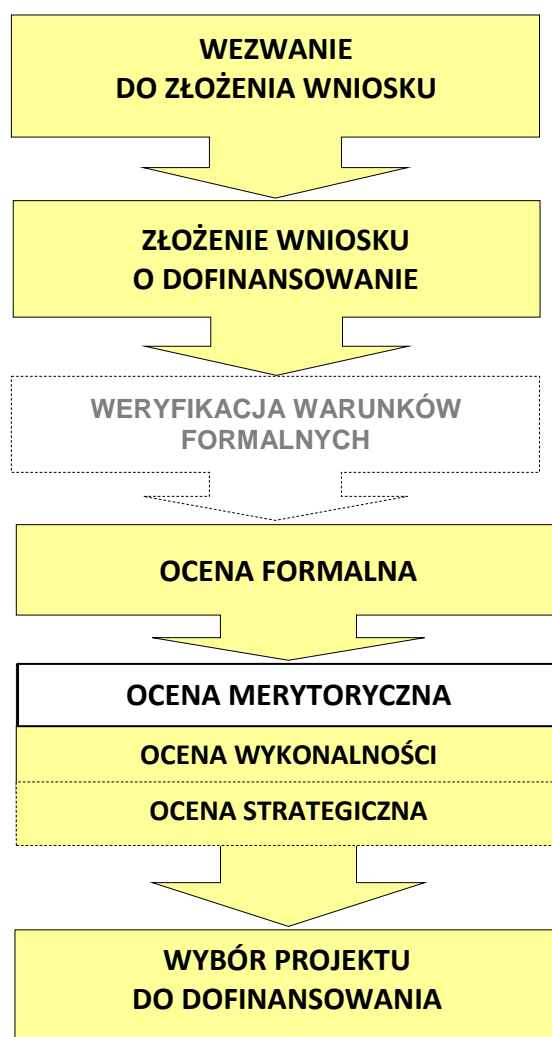 WEZWANIE
DO ZŁOŻENIA WNIOSKU
ZŁOŻENIE WNIOSKU
O DOFINANSOWANIE
WERYFIKACJA WARUNKÓW
FORMALNYCH
OCENA FORMALNA
OCENA MERYTORYCZNA
OCENA WYKONALNOŚCI
OCENA STRATEGICZNA
WYBÓR PROJEKTU
DO DOFINANSOWANIA